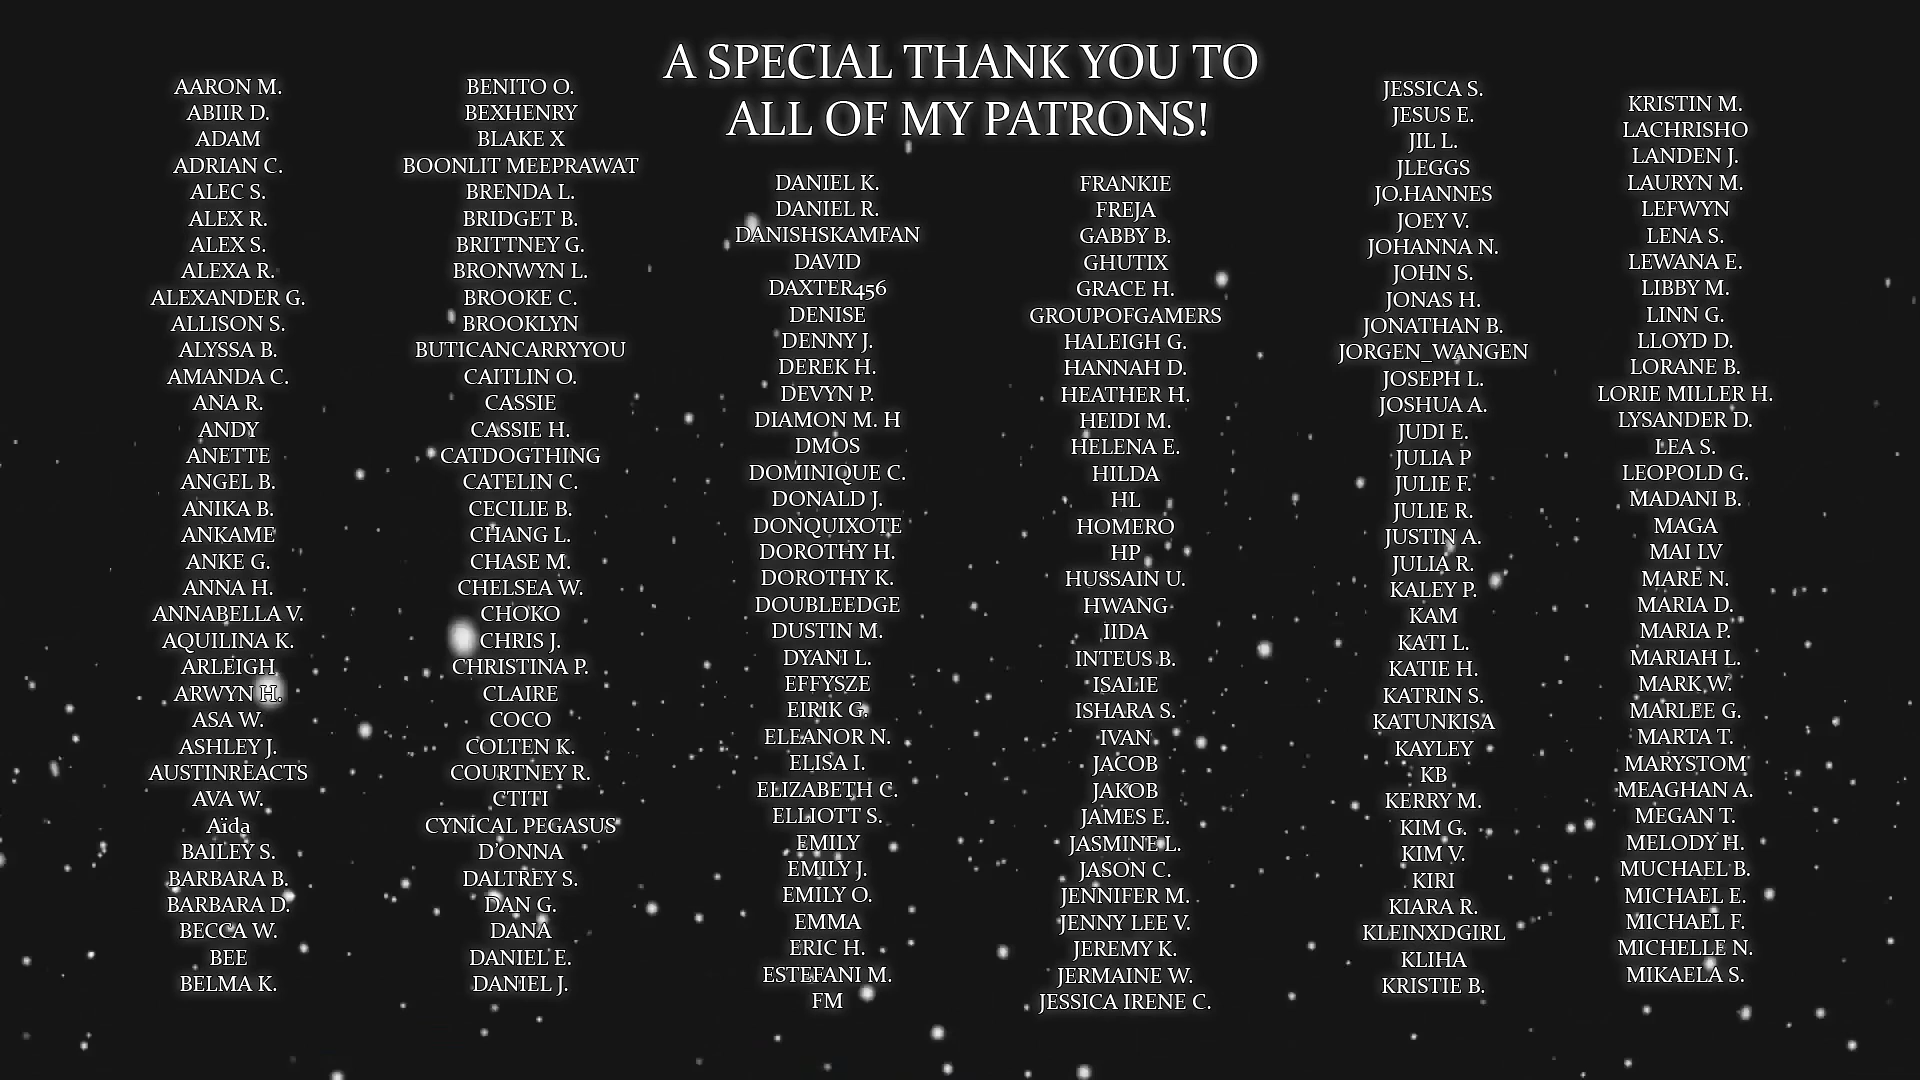 A SPECIAL THANK YOU TO
ALL OF MY PATRONS!
AARON M.
ABIIR D.
ADAM
ADRIAN C.
ALEC S.
ALEX R.
ALEX S.
ALEXA R.
ALEXANDER G.
ALLISON S.
ALYSSA B.
AMANDA C.
ANA R.
ANDY
ANETTE
ANGEL B.
ANIKA B.
ANKAME
ANKE G.
ANNA H.
ANNABELLA V.
AQUILINA K.
ARLEIGH
ARWYN H.
ASA W.
ASHLEY J.
AUSTINREACTS
AVA W.
Aïda
BAILEY S.
BARBARA B.
BARBARA D.
BECCA W.
BEE
BELMA K.
BENITO O.
BEXHENRY
BLAKE X
BOONLIT MEEPRAWAT
BRENDA L.
BRIDGET B.
BRITTNEY G.
BRONWYN L.
BROOKE C.
BROOKLYN
BUTICANCARRYYOU
CAITLIN O.
CASSIE
CASSIE H.
CATDOGTHING
CATELIN C.
CECILIE B.
CHANG L.
CHASE M.
CHELSEA W.
CHOKO
CHRIS J.
CHRISTINA P.
CLAIRE
COCO
COLTEN K.
COURTNEY R.
CTITI
CYNICAL PEGASUS
D'ONNA
DALTREY S.
DAN G.
DANA
DANIEL E.
DANIEL J.
DANIEL K.
DANIEL R.
DANISHSKAMFAN
DAVID
DAXTER456
DENISE
DENNY J.
DEREK H.
DEVYN P.
DIAMON M. H
DMOS
DOMINIQUE C.
DONALD J.
DONQUIXOTE
DOROTHY H.
DOROTHY K.
DOUBLEEDGE
DUSTIN M.
DYANI L.
EFFYSZE
EIRIK G.
ELEANOR N.
ELISA I.
ELIZABETH C.
ELLIOTT S.
EMILY
EMILY J.
EMILY O.
EMMA
ERIC H.
ESTEFANI M.
FM
FRANKIE
FREJA
GABBY B.
GHUTIX
GRACE H.
GROUPOFGAMERS
HALEIGH G.
HANNAH D.
HEATHER H.
HEIDI M.
HELENA E.
HILDA
HL
HOMERO
HP
HUSSAIN U.
HWANG
IIDA
INTEUS B.
ISALIE
ISHARA S.
IVAN
JACOB
JAKOB
JAMES E.
JASMINE L.
JASON C.
JENNIFER M.
JENNY LEE V.
JEREMY K.
JERMAINE W.
JESSICA IRENE C.
JESSICA S.
JESUS E.
JIL L.
JLEGGS
JO.HANNES
JOEY V.
JOHANNA N.
JOHN S.
JONAS H.
JONATHAN B.
JORGEN_WANGEN
JOSEPH L.
JOSHUA A.
JUDI E.
JULIA P
JULIE F.
JULIE R.
JUSTIN A.
JULIA R.
KALEY P.
KAM
KATI L.
KATIE H.
KATRIN S.
KATUNKISA
KAYLEY
KB
KERRY M.
KIM G.
KIM V.
KIRI
KIARA R.
KLEINXDGIRL
KLIHA
KRISTIE B.
KRISTIN M.
LACHRISHO
LANDEN J.
LAURYN M.
LEFWYN
LENA S.
LEWANA E.
LIBBY M.
LINN G.
LLOYD D.
LORANE B.
LORIE MILLER H.
LYSANDER D.
LEA S.
LEOPOLD G.
MADANI B.
MAGA
MAI LV
MARE N.
MARIA D.
MARIA P.
MARIAH L.
MARK W.
MARLEE G.
MARTA T.
MARYSTOM
MEAGHAN A.
MEGAN T.
MELODY H.
MUCHAEL B.
MICHAEL E.
MICHAEL F.
MICHELLE N.
MIKAELA S.